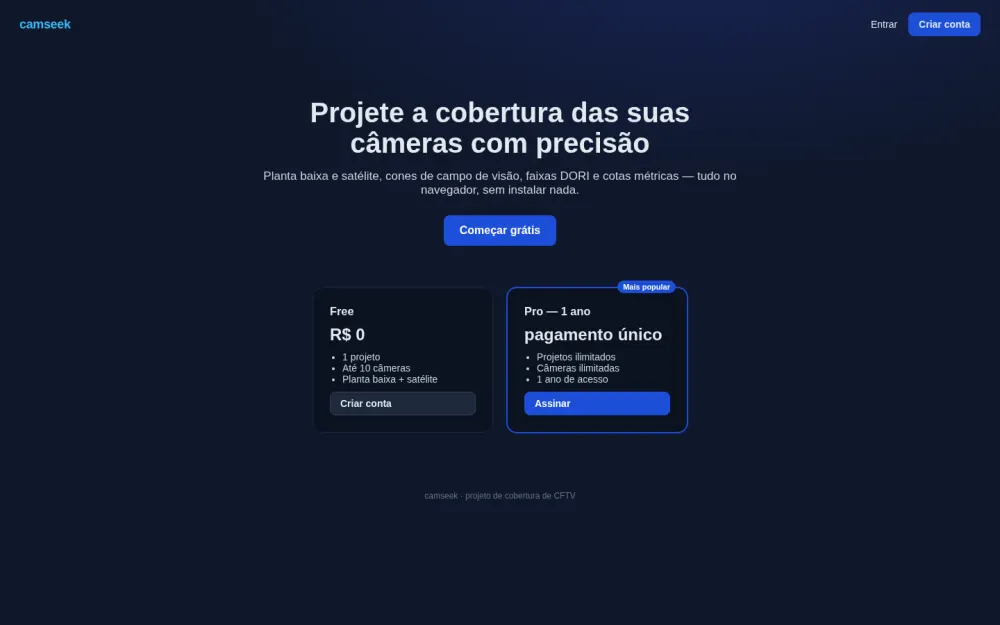 camseek
Entrar
Criar conta
Projete a cobertura das suas
câmeras com precisão
Planta baixa e satélite, cones de campo de visão, faixas DORI e cotas métricas — tudo no
navegador, sem instalar nada.
Começar grátis
Free
R$ 0
1 projeto
Até 10 câmeras
Planta baixa + satélite
Criar conta
Mais popular
Pro — 1 ano
pagamento único
Projetos ilimitados
Câmeras ilimitadas
1 ano de acesso
Assinar
camseek · projeto de cobertura de CFTV